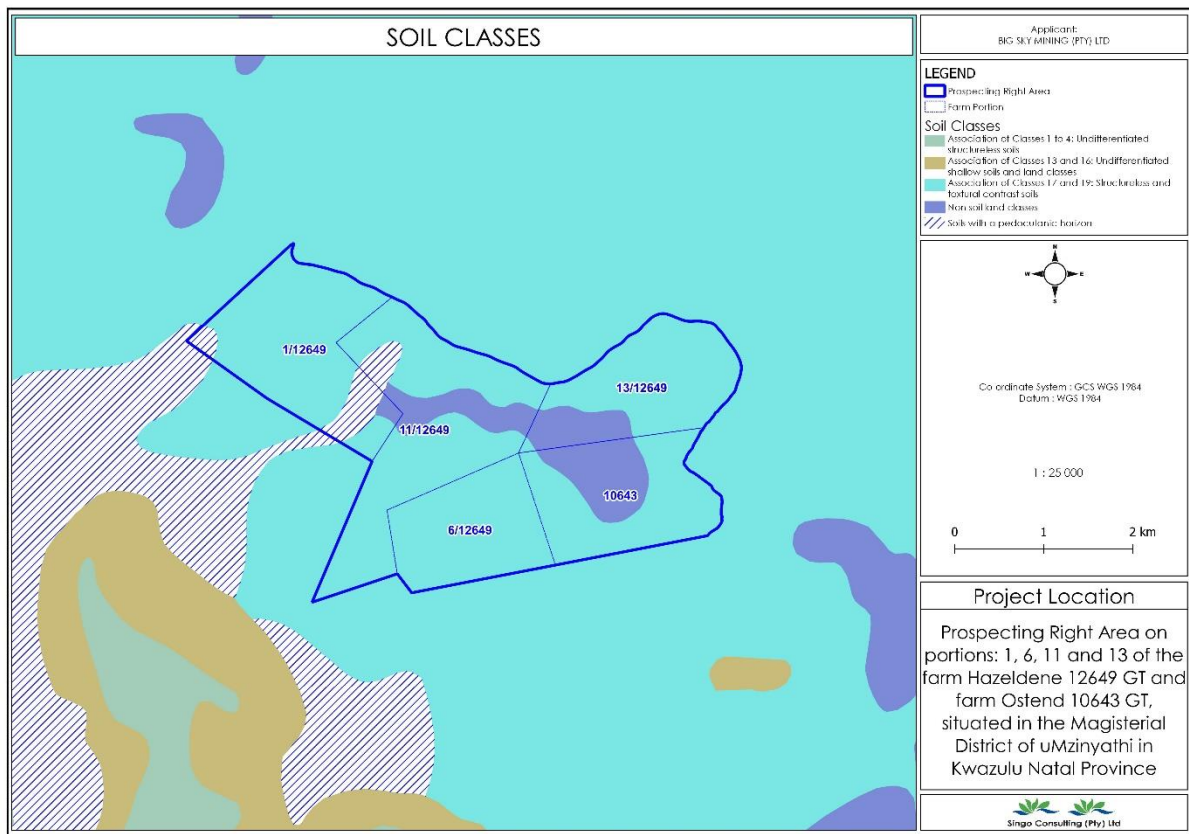 SOIL CLASSES
1/12649
13/12649
11/12649
10643
6/12649
Applicant:
BIG SKY MINING (PTY) LTD
LEGEND
Prospecting Right Area
Farm Portion
Soil Classes
Association of Classes 1 to 4: Undifferentiated
structureless soils
Association of Classes 13 and 16: Undifferentiated
shallow soils and land classes
Association of Classes 17 and 19: Structureless and
textural contrast soils
Non soil land classes
Soils with a pedocutanic horizon
N
W
E
S
Co ordinate System : GCS WGS 1984
Datum : WGS 1984
1 : 25 000
0 1 2 km
Project Location
Prospecting Right Area on
portions: 1, 6, 11 and 13 of the
farm Hazeldene 12649 GT and
farm Ostend 10643 GT,
situated in the Magisterial
District of uMzinyathi in
Kwazulu Natal Province
Singo Consulting (Pty) Ltd